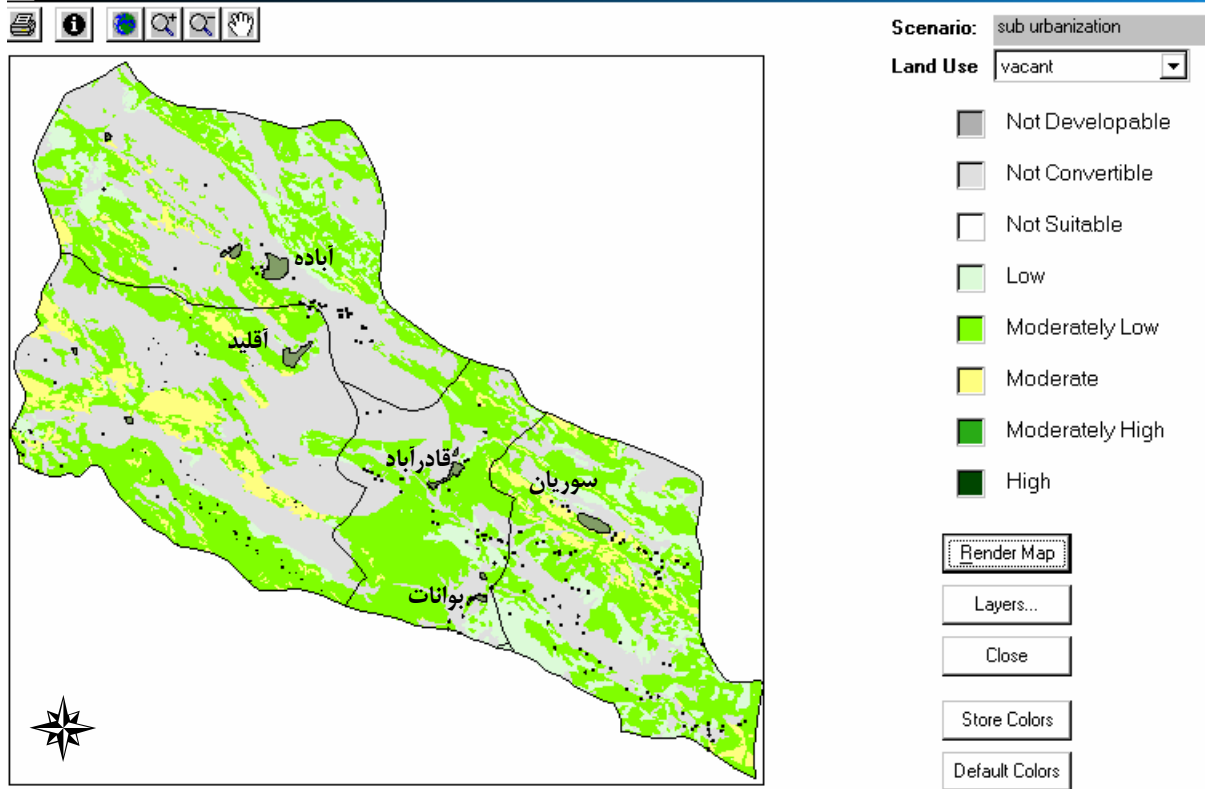 Scenario: sub urbanization
Land Use vacant
Not Developable
Not Convertible
Not Suitable
Low
Moderately Low
Moderate
Moderately High
High
Render Map
Layers...
Close
Store Colors
Default Colors
آباده
آقلید
قادرآباد
سوریان
بوانات